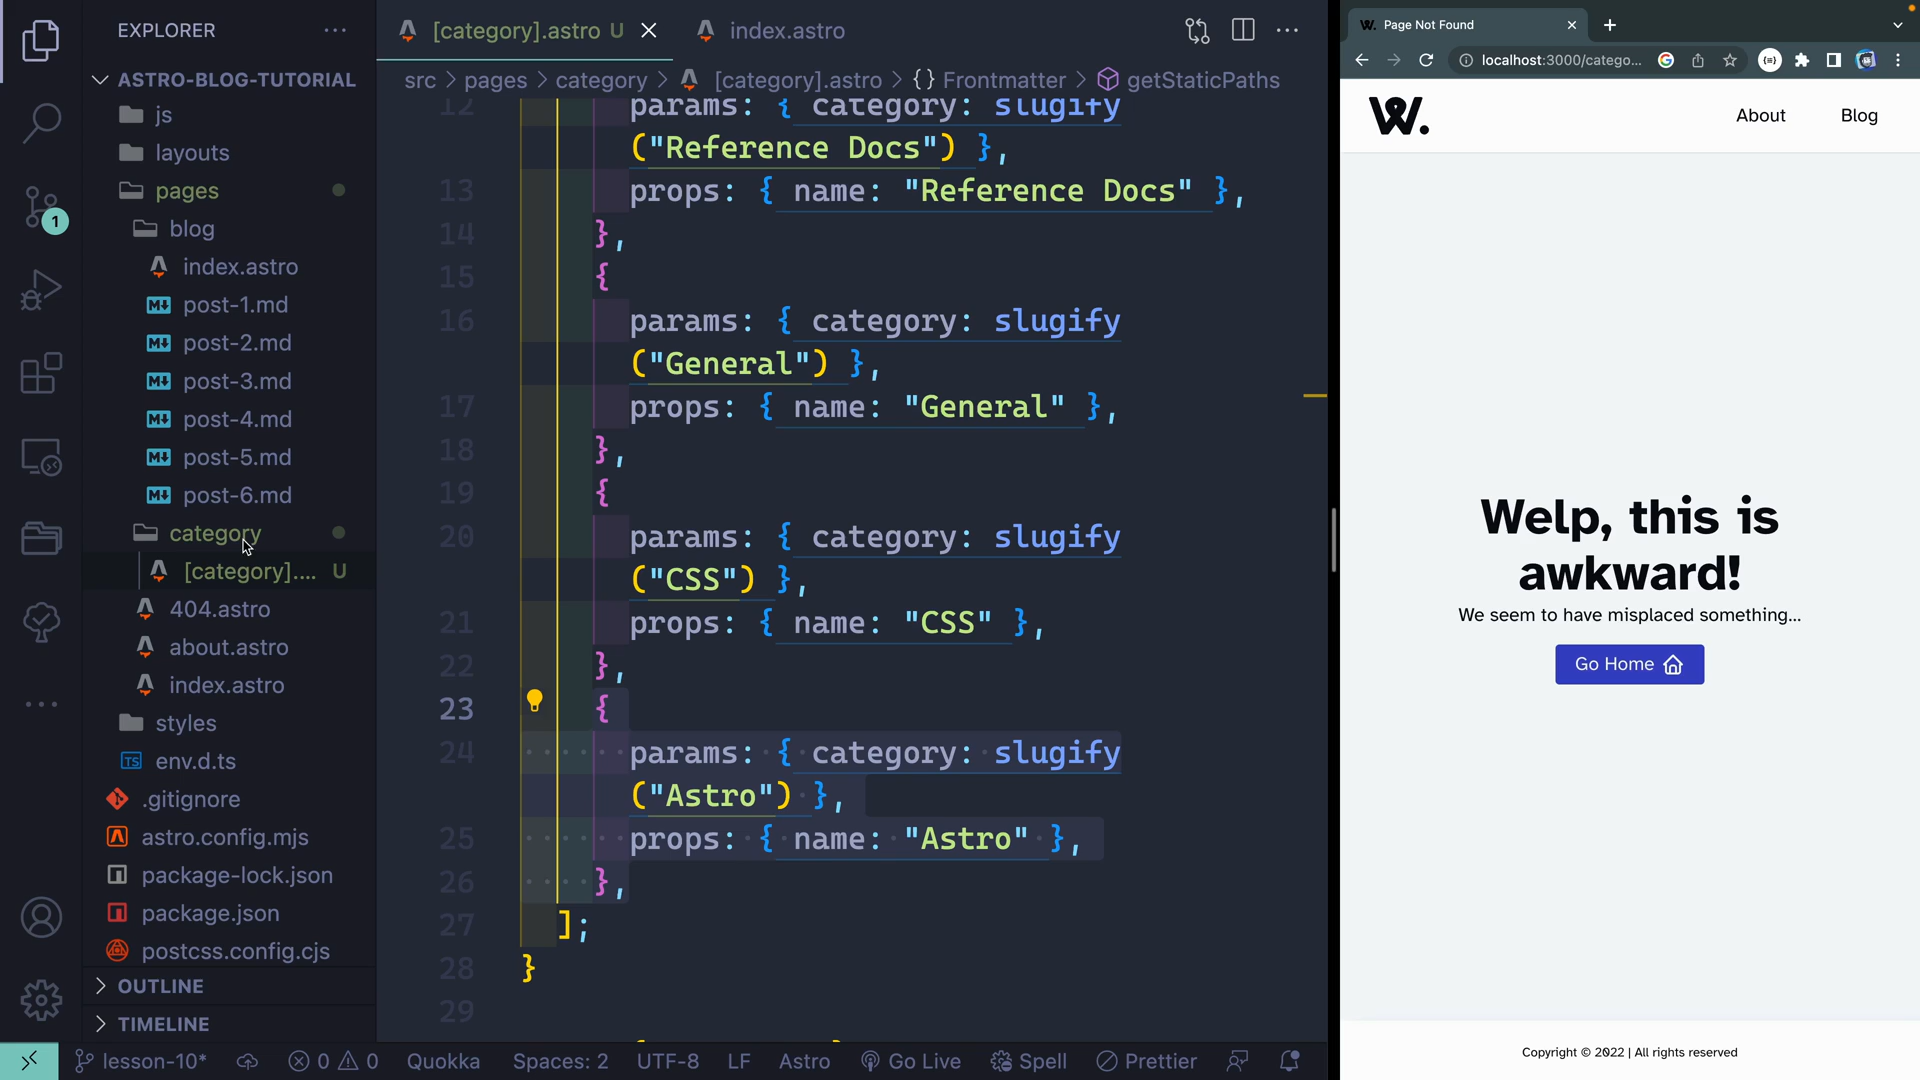 EXPLORER
ASTRO-BLOG-TUTORIAL
js
layouts
pages
blog
index.astro
post-1.md
post-2.md
post-3.md
post-4.md
post-5.md
post-6.md
category
[category].... U
404.astro
about.astro
index.astro
styles
env.d.ts
.gitignore
astro.config.mjs
package-lock.json
package.json
postcss.config.cjs
OUTLINE
TIMELINE
1
[category].astro U
index.astro
src > pages > category > [category].astro > {} Frontmatter > getStaticPaths
12 params: { category: slugify
("Reference Docs") },
13 props: { name: "Reference Docs" },
14 },
15 {
16 params: { category: slugify
("General") },
17 props: { name: "General" },
18 },
19 {
20 params: { category: slugify
("CSS") },
21 props: { name: "CSS" },
22 },
23 {
24 params: { category: slugify
("Astro") },
25 props: { name: "Astro" },
26 },
27 ];
28 }
29
lesson-10* 0 0 Quokka Spaces: 2 UTF-8 LF Astro Go Live Spell Prettier
W. Page Not Found
localhost:3000/catego...
W. About Blog
Welp, this is
awkward!
We seem to have misplaced something...
Go Home
Copyright © 2022 | All rights reserved